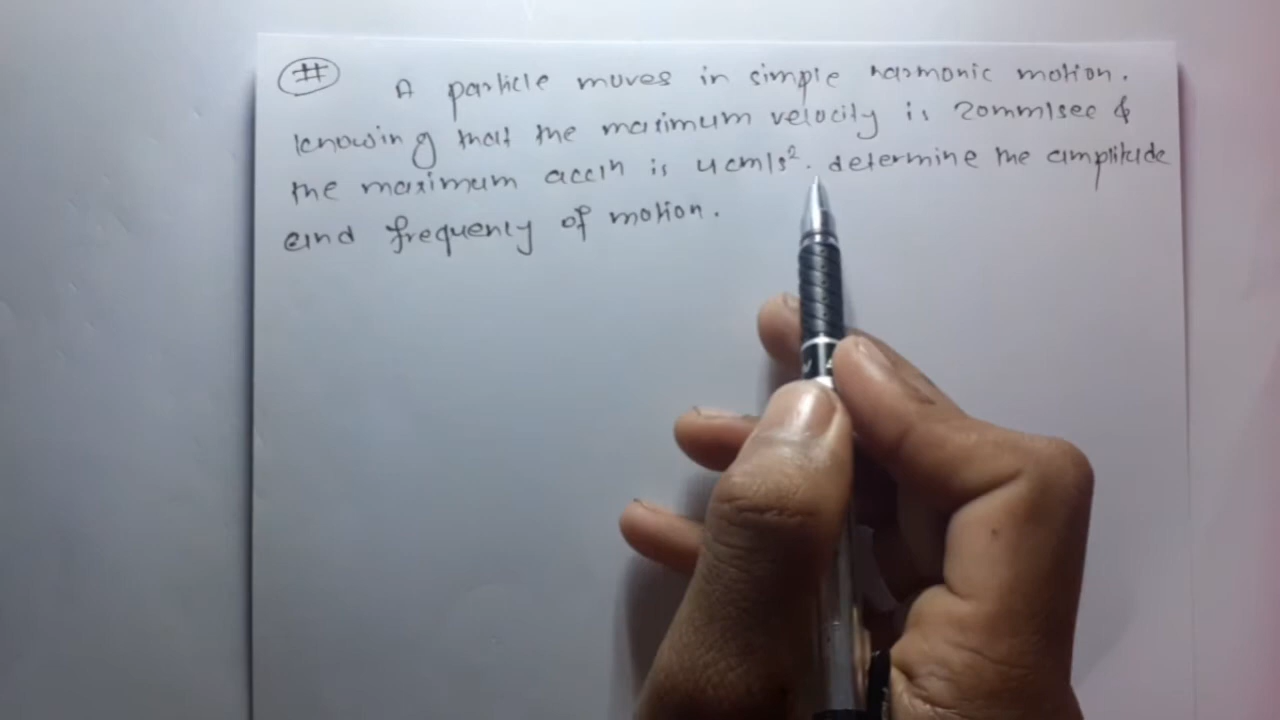 # A particle moves in simple harmonic motion.
knowing that the maximum velocity is 20mm/sec &
the maximum accln is 4cm/s². determine the amplitude
and frequency of motion.